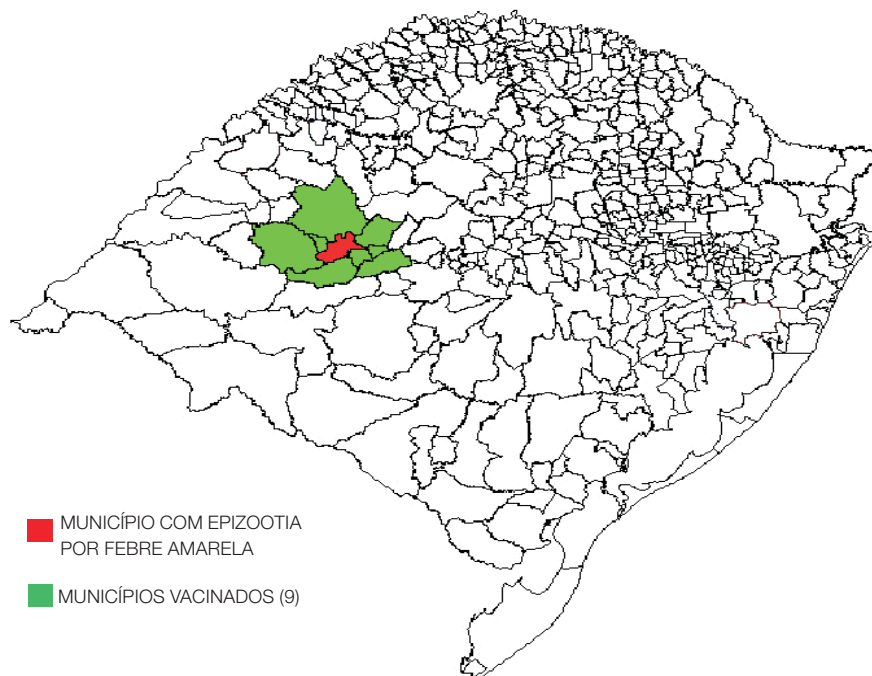 MUNICÍPIO COM EPIZOOTIA
POR FEBRE AMARELA
MUNICÍPIOS VACINADOS (9)